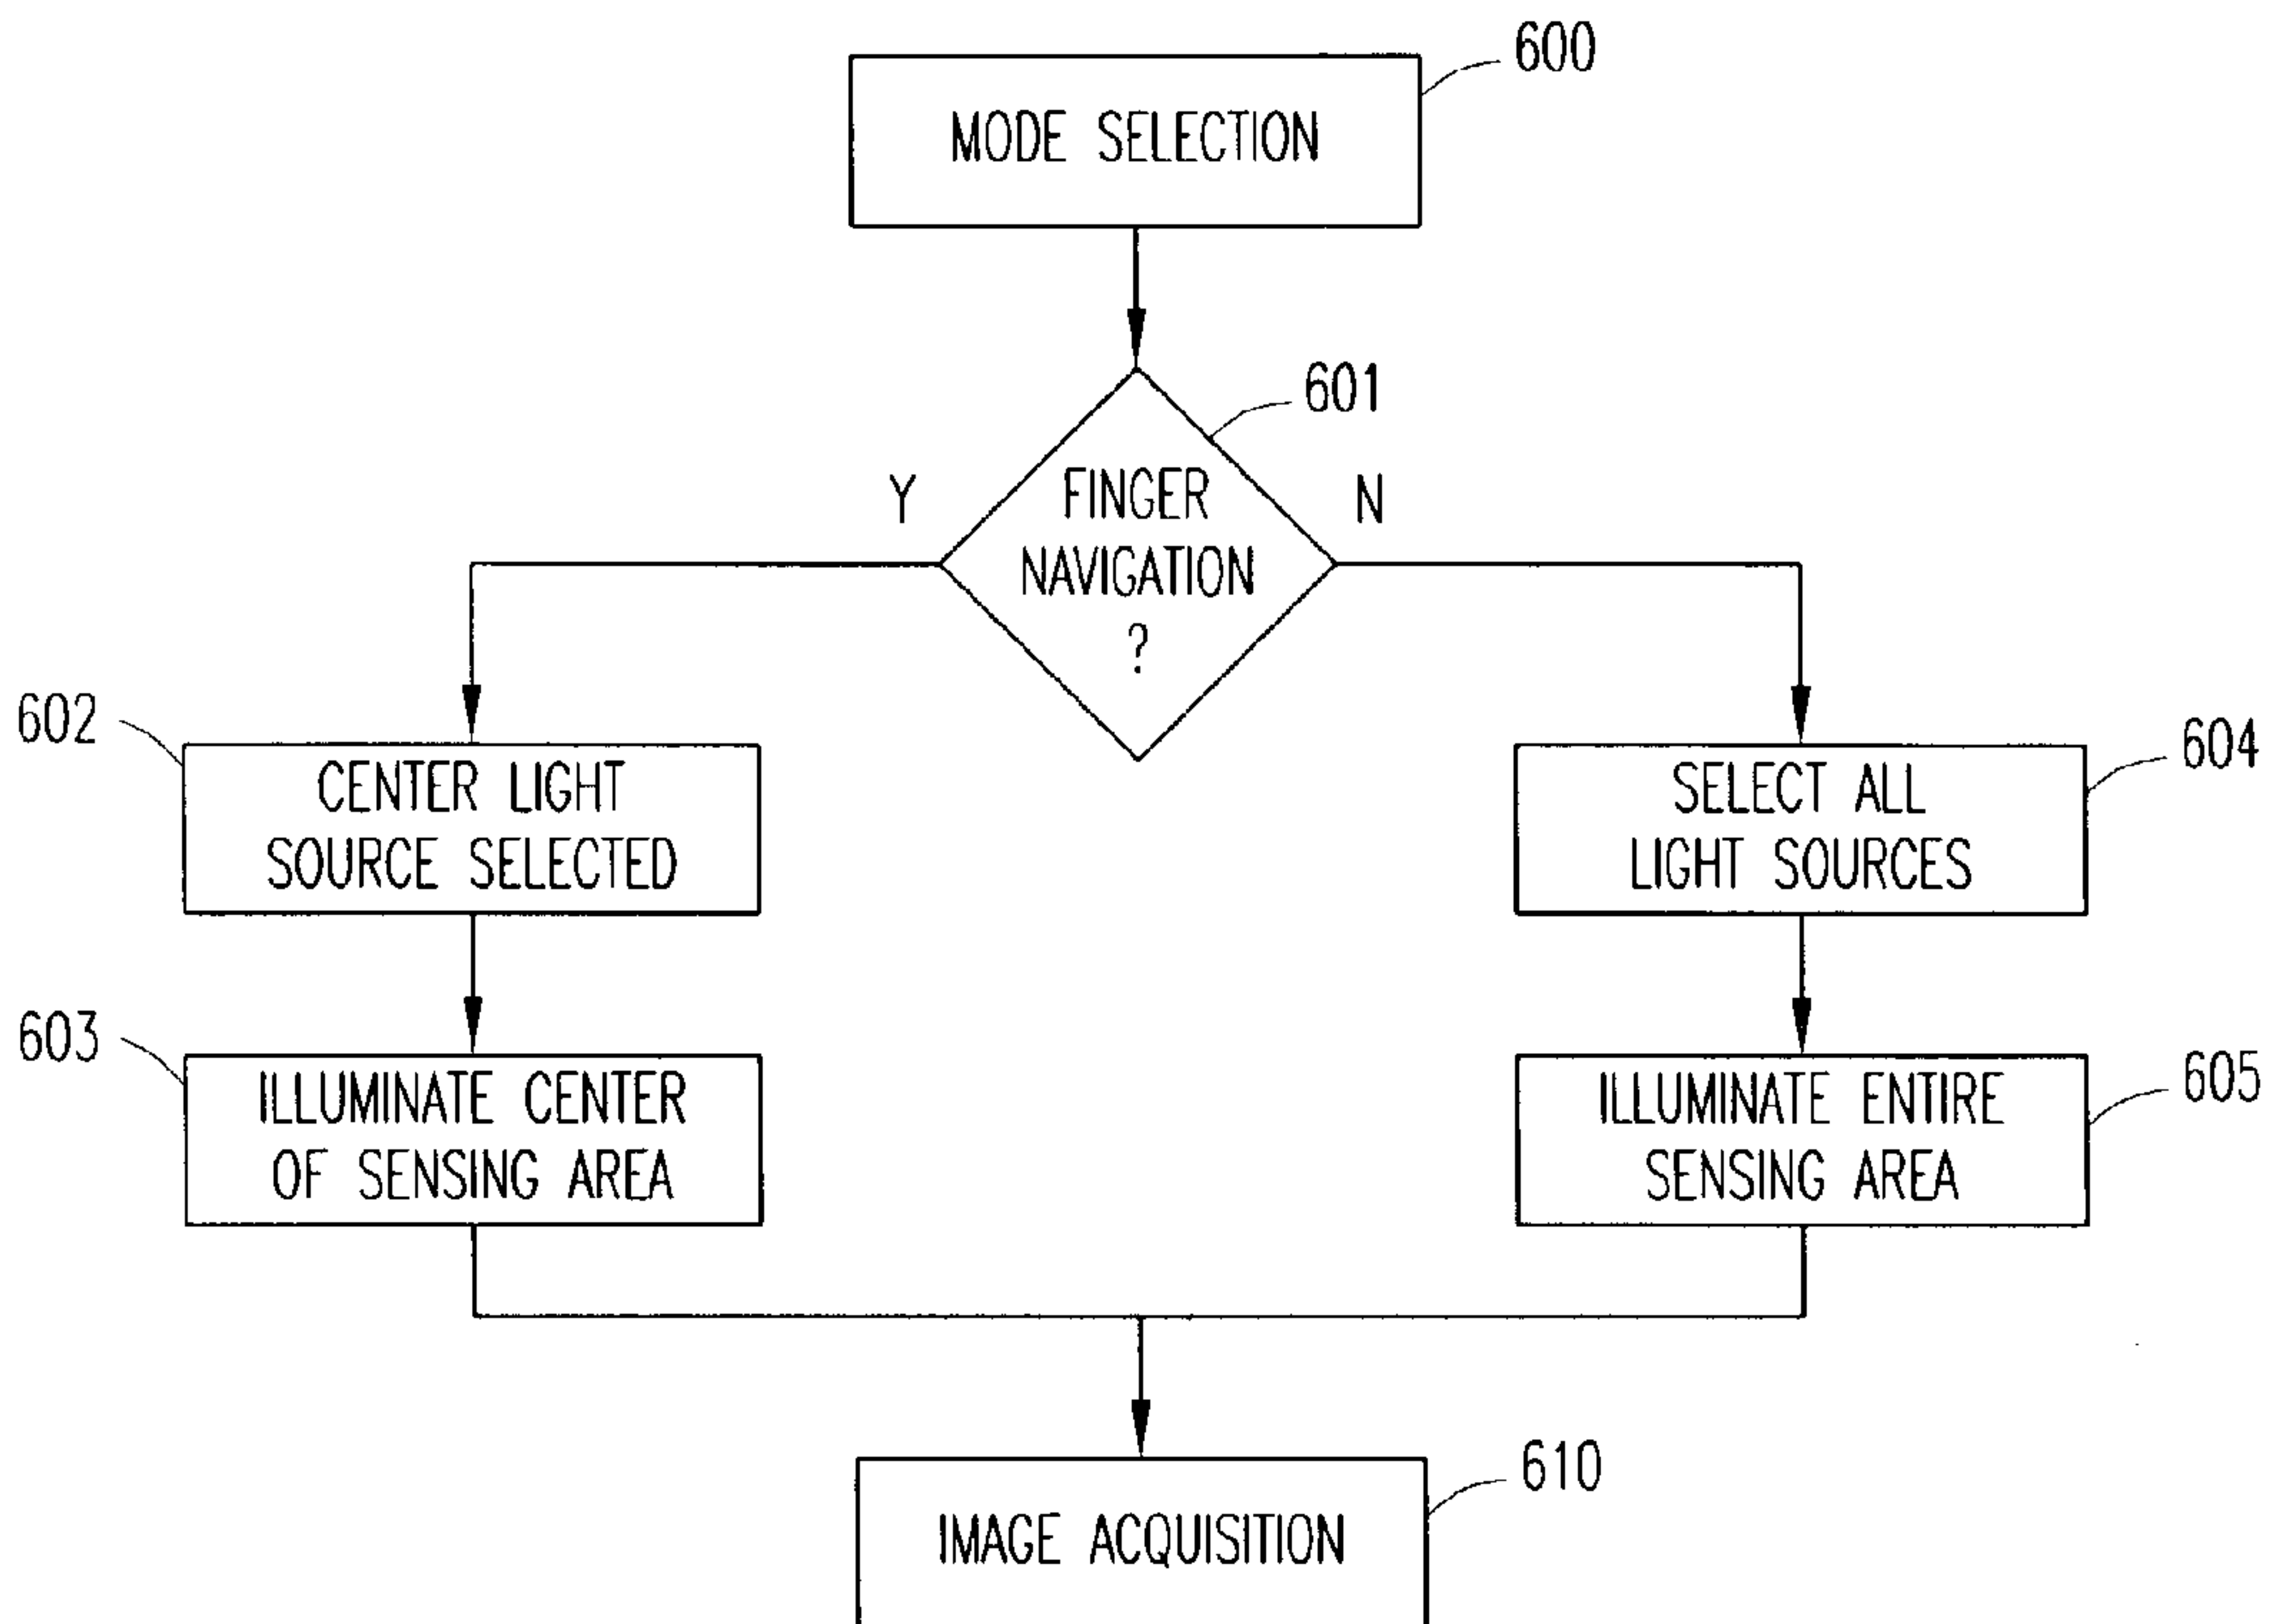 600
MODE SELECTION
601
Y
FINGER
NAVIGATION
?
N
602
CENTER LIGHT
SOURCE SELECTED
604
SELECT ALL
LIGHT SOURCES
603
ILLUMINATE CENTER
OF SENSING AREA
605
ILLUMINATE ENTIRE
SENSING AREA
610
IMAGE ACQUISITION